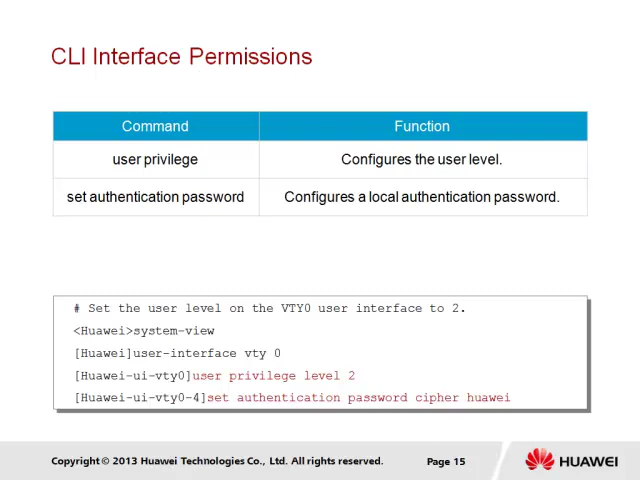 CLI Interface Permissions
Command Function
user privilege Configures the user level.
set authentication password Configures a local authentication password.
# Set the user level on the VTY0 user interface to 2.
<Huawei>system-view
[Huawei]user-interface vty 0
[Huawei-ui-vty0]user privilege level 2
[Huawei-ui-vty0-4]set authentication password cipher huawei
Copyright © 2013 Huawei Technologies Co., Ltd. All rights reserved. Page 15 HUAWEI